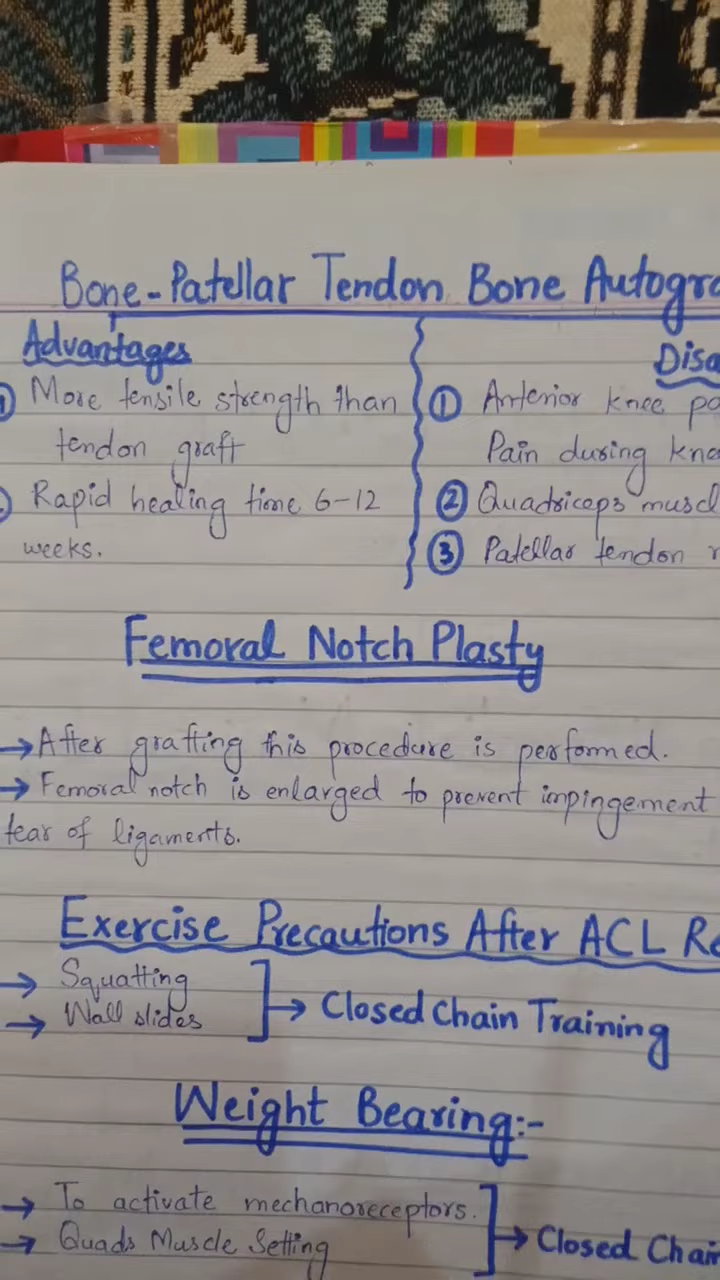 Bone-Patellar Tendon Bone Autogra
Advantages
① More tensile strength than
tendon graft
Rapid healing time 6-12
weeks.
Disa
① Anterior knee pa
Pain during kne
② Quadriceps muscl
③ Patellar tendon r
Femoral Notch Plasty
→ After grafting this procedure is performed.
→ Femoral notch is enlarged to prevent impingement
tear of ligaments.
Exercise Precautions After ACL Re
→ Squatting
→ Wall slides
→ Closed Chain Training
Weight Bearing:-
→ To activate mechanoreceptors.
→ Quads Muscle Setting
→ Closed Chain